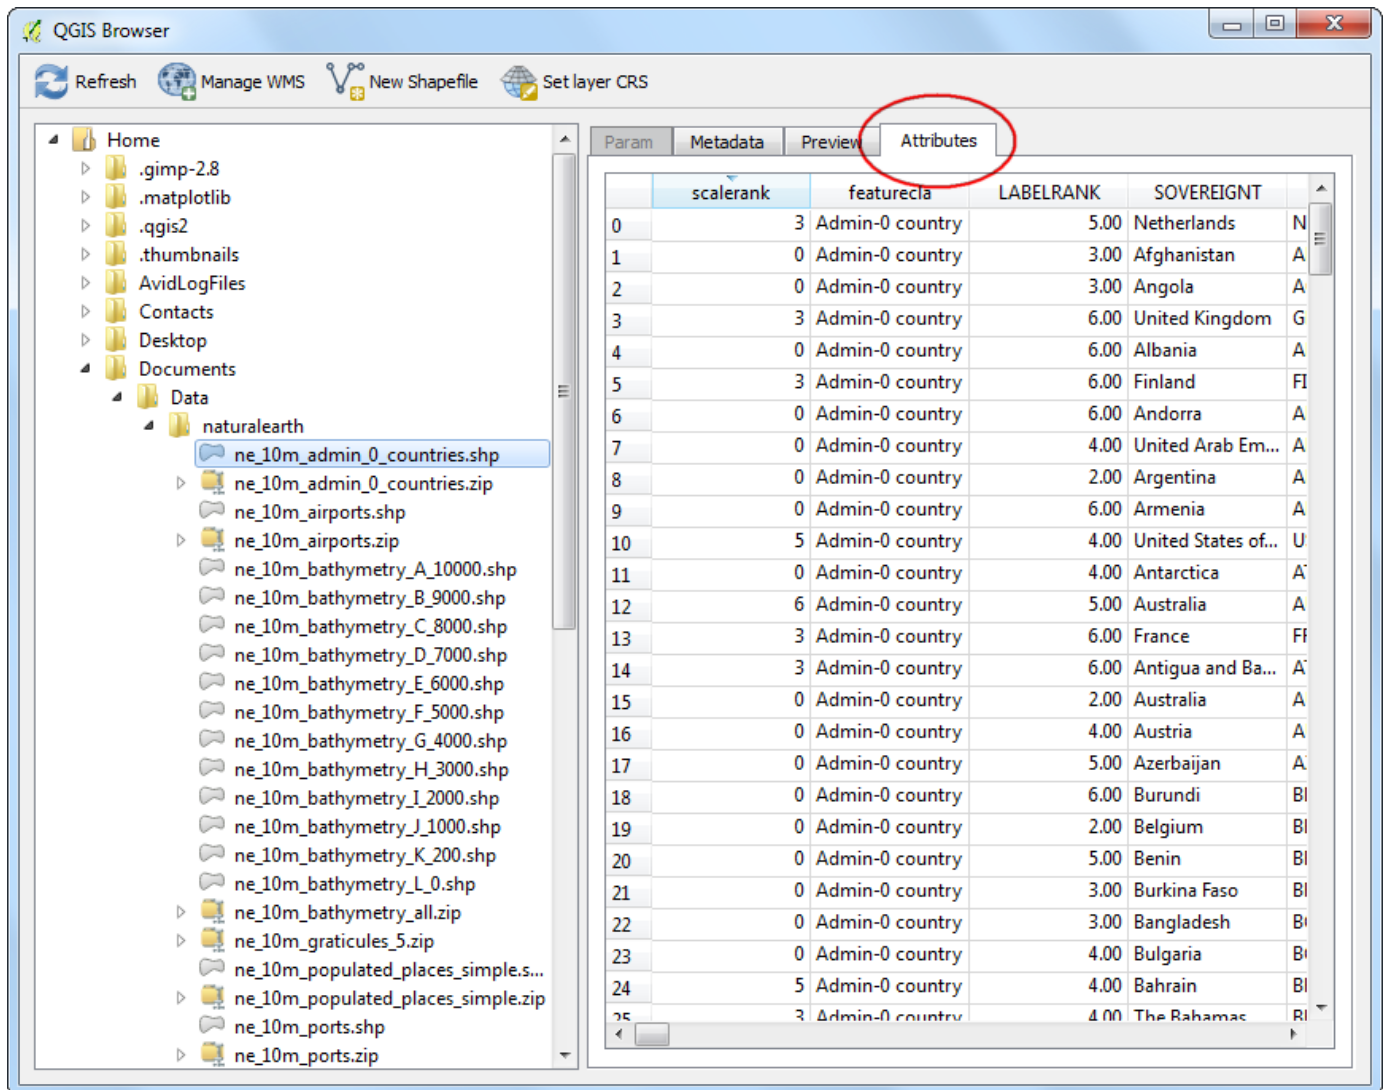 QGIS Browser
Refresh Manage WMS New Shapefile Set layer CRS
Home
.gimp-2.8
.matplotlib
.qgis2
.thumbnails
AvidLogFiles
Contacts
Desktop
Documents
Data
naturalearth
ne_10m_admin_0_countries.shp
ne_10m_admin_0_countries.zip
ne_10m_airports.shp
ne_10m_airports.zip
ne_10m_bathymetry_A_10000.shp
ne_10m_bathymetry_B_9000.shp
ne_10m_bathymetry_C_8000.shp
ne_10m_bathymetry_D_7000.shp
ne_10m_bathymetry_E_6000.shp
ne_10m_bathymetry_F_5000.shp
ne_10m_bathymetry_G_4000.shp
ne_10m_bathymetry_H_3000.shp
ne_10m_bathymetry_I_2000.shp
ne_10m_bathymetry_J_1000.shp
ne_10m_bathymetry_K_200.shp
ne_10m_bathymetry_L_0.shp
ne_10m_bathymetry_all.zip
ne_10m_graticules_5.zip
ne_10m_populated_places_simple.s...
ne_10m_populated_places_simple.zip
ne_10m_ports.shp
ne_10m_ports.zip
Param Metadata Preview Attributes
scalerank featurecla LABELRANK SOVEREIGNT
0 3 Admin-0 country 5.00 Netherlands N
1 0 Admin-0 country 3.00 Afghanistan A
2 0 Admin-0 country 3.00 Angola A
3 3 Admin-0 country 6.00 United Kingdom G
4 0 Admin-0 country 6.00 Albania A
5 3 Admin-0 country 6.00 Finland FI
6 0 Admin-0 country 6.00 Andorra A
7 0 Admin-0 country 4.00 United Arab Em... A
8 0 Admin-0 country 2.00 Argentina A
9 0 Admin-0 country 6.00 Armenia A
10 5 Admin-0 country 4.00 United States of... U
11 0 Admin-0 country 4.00 Antarctica A
12 6 Admin-0 country 5.00 Australia A
13 3 Admin-0 country 6.00 France F
14 3 Admin-0 country 6.00 Antigua and Ba... A
15 0 Admin-0 country 2.00 Australia A
16 0 Admin-0 country 4.00 Austria A
17 0 Admin-0 country 5.00 Azerbaijan A
18 0 Admin-0 country 6.00 Burundi B
19 0 Admin-0 country 2.00 Belgium B
20 0 Admin-0 country 5.00 Benin B
21 0 Admin-0 country 3.00 Burkina Faso B
22 0 Admin-0 country 3.00 Bangladesh B
23 0 Admin-0 country 4.00 Bulgaria B
24 5 Admin-0 country 4.00 Bahrain B
25 3 Admin-0 country 4.00 The Bahamas B